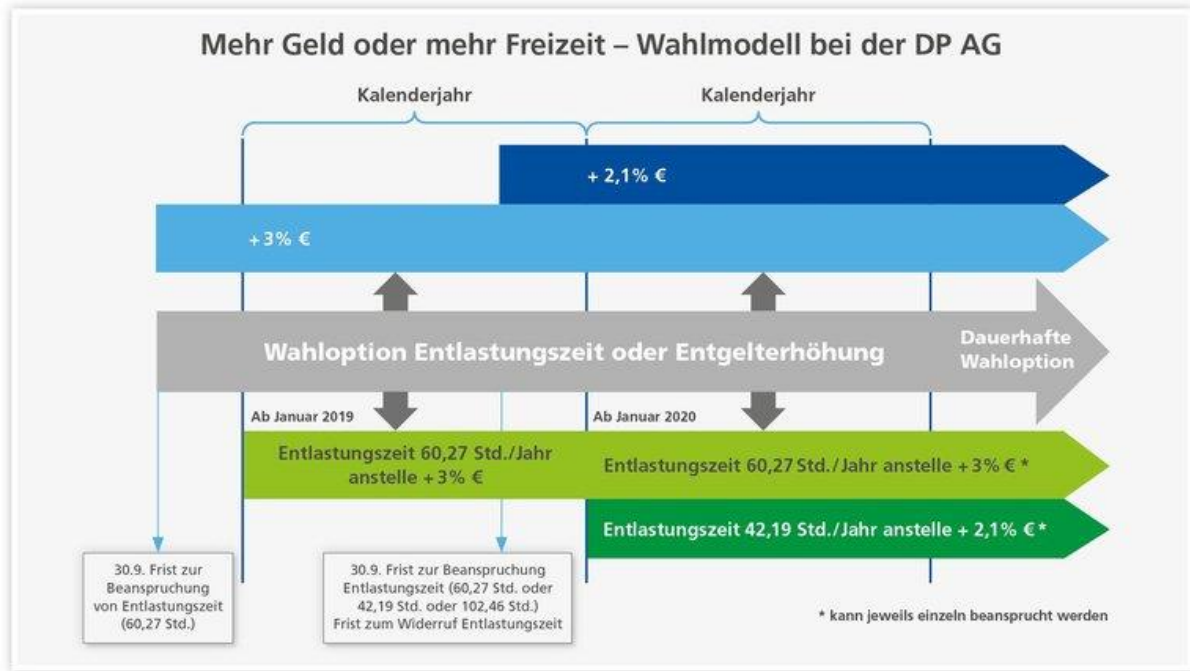 Mehr Geld oder mehr Freizeit – Wahlmodell bei der DP AG
Kalenderjahr
Kalenderjahr
+ 2,1% €
+3% €
Wahloption Entlastungszeit oder Entgelterhöhung
Dauerhafte
Wahloption
Ab Januar 2019
Ab Januar 2020
Entlastungszeit 60,27 Std./Jahr
anstelle +3% €
Entlastungszeit 60,27 Std./Jahr anstelle +3% € *
Entlastungszeit 42,19 Std./Jahr anstelle + 2,1% € *
30.9. Frist zur
Beanspruchung
von Entlastungszeit
(60,27 Std.)
30.9. Frist zur Beanspruchung
Entlastungszeit (60,27 Std. oder
42,19 Std. oder 102,46 Std.)
Frist zum Widerruf Entlastungszeit
* kann jeweils einzeln beansprucht werden